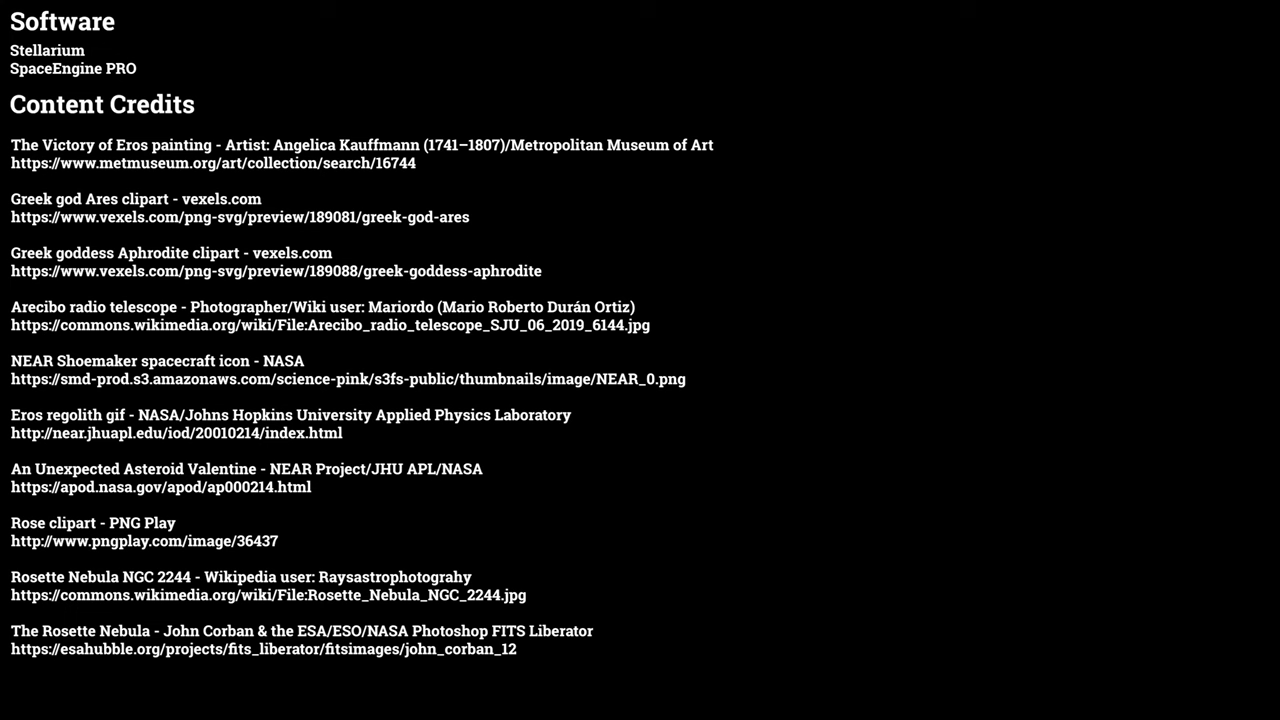 Software
Stellarium
SpaceEngine PRO
Content Credits
The Victory of Eros painting - Artist: Angelica Kauffmann (1741–1807)/Metropolitan Museum of Art
https://www.metmuseum.org/art/collection/search/16744
Greek god Ares clipart - vexels.com
https://www.vexels.com/png-svg/preview/189081/greek-god-ares
Greek goddess Aphrodite clipart - vexels.com
https://www.vexels.com/png-svg/preview/189088/greek-goddess-aphrodite
Arecibo radio telescope - Photographer/Wiki user: Mariordo (Mario Roberto Durán Ortiz)
https://commons.wikimedia.org/wiki/File:Arecibo_radio_telescope_SJU_06_2019_6144.jpg
NEAR Shoemaker spacecraft icon - NASA
https://smd-prod.s3.amazonaws.com/science-pink/s3fs-public/thumbnails/image/NEAR_0.png
Eros regolith gif - NASA/Johns Hopkins University Applied Physics Laboratory
http://near.jhuapl.edu/iod/20010214/index.html
An Unexpected Asteroid Valentine - NEAR Project/JHU APL/NASA
https://apod.nasa.gov/apod/ap000214.html
Rose clipart - PNG Play
http://www.pngplay.com/image/36437
Rosette Nebula NGC 2244 - Wikipedia user: Raysastrophotograhy
https://commons.wikimedia.org/wiki/File:Rosette_Nebula_NGC_2244.jpg
The Rosette Nebula - John Corban & the ESA/ESO/NASA Photoshop FITS Liberator
https://esahubble.org/projects/fits_liberator/fitsimages/john_corban_12